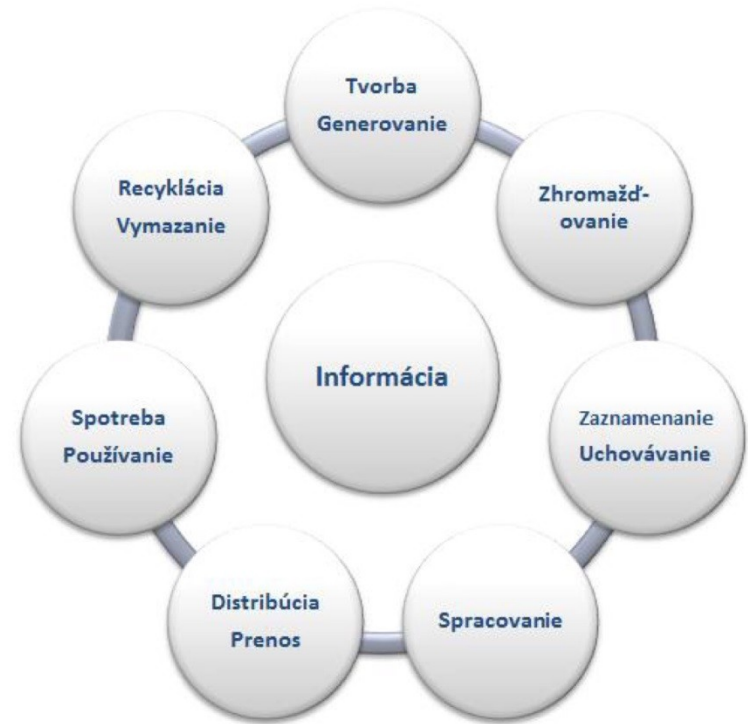 Tvorba
Generovanie
Zhromažď-
ovanie
Zaznamenanie
Uchovávanie
Spracovanie
Distribúcia
Prenos
Spotreba
Používanie
Recyklácia
Vymazanie
Informácia